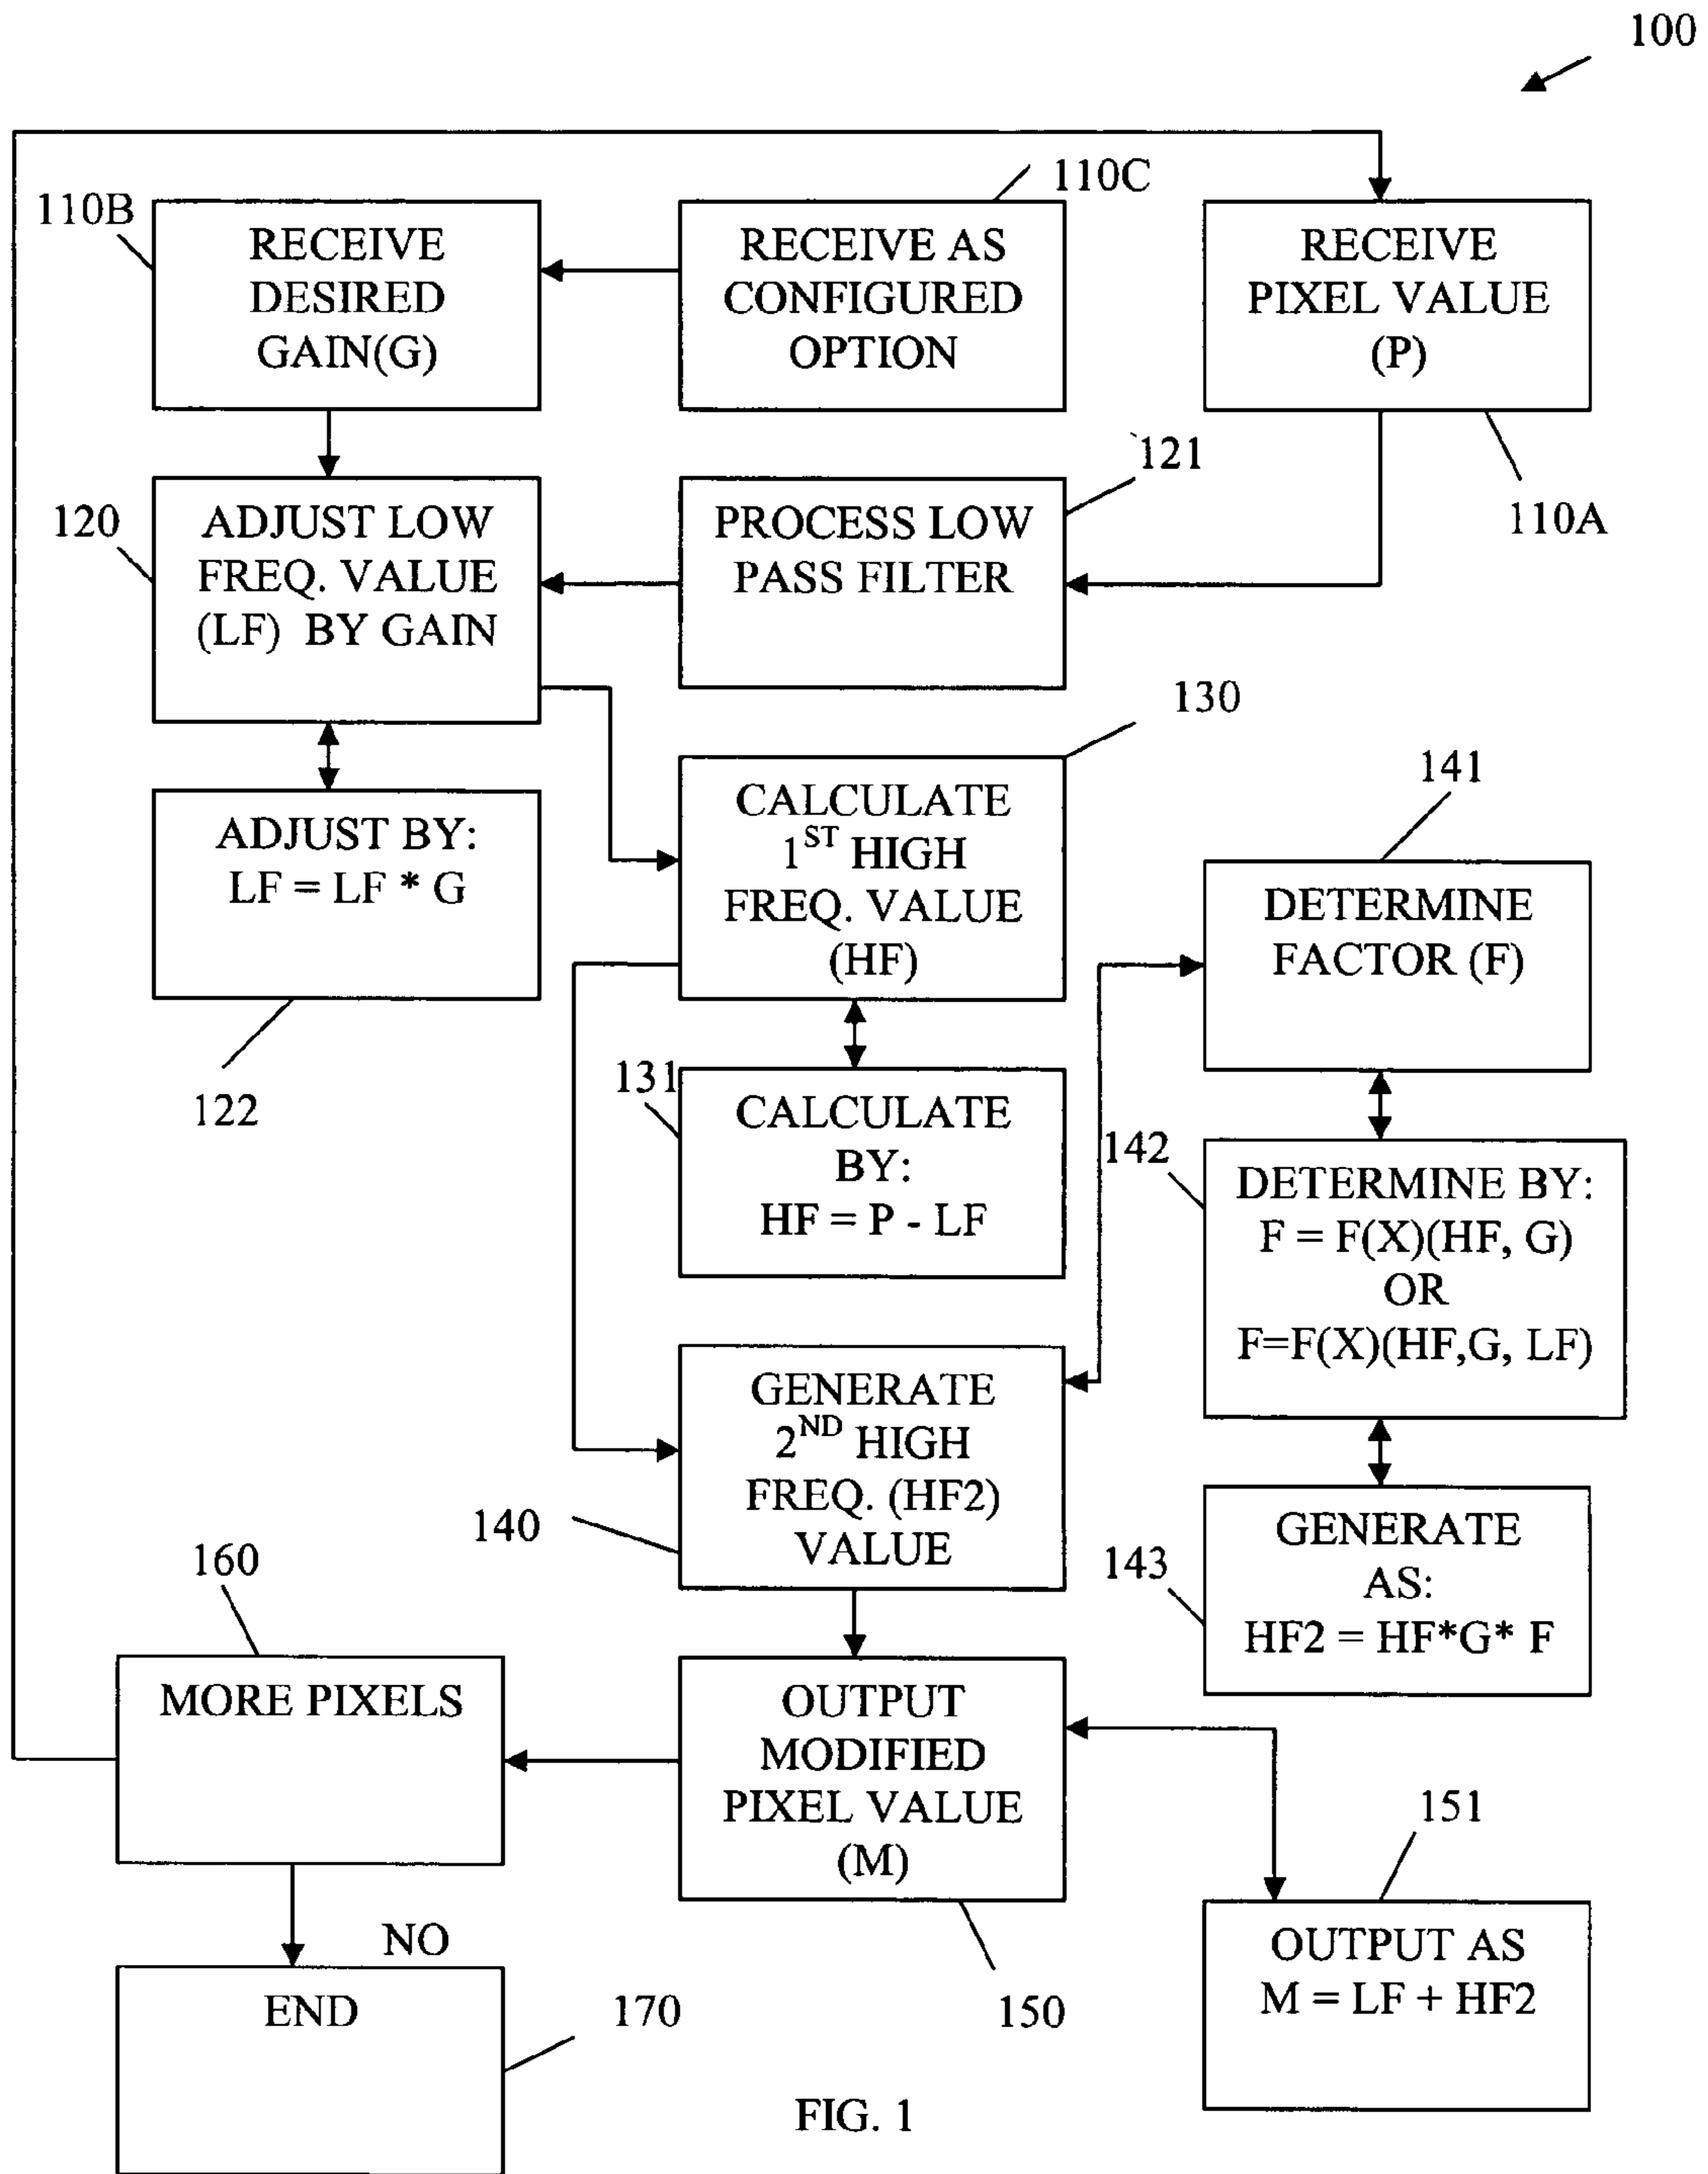 100
110B
RECEIVE
DESIRED
GAIN(G)
110C
RECEIVE AS
CONFIGURED
OPTION
RECEIVE
PIXEL VALUE
(P)
110A
120
ADJUST LOW
FREQ. VALUE
(LF) BY GAIN
121
PROCESS LOW
PASS FILTER
ADJUST BY:
LF = LF * G
122
130
CALCULATE
1ST HIGH
FREQ. VALUE
(HF)
131
CALCULATE
BY:
HF = P - LF
141
DETERMINE
FACTOR (F)
142
DETERMINE BY:
F = F(X)(HF, G)
OR
F=F(X)(HF,G, LF)
140
GENERATE
2ND HIGH
FREQ. (HF2)
VALUE
143
GENERATE
AS:
HF2 = HF*G* F
160
MORE PIXELS
OUTPUT
MODIFIED
PIXEL VALUE
(M)
150
151
OUTPUT AS
M = LF + HF2
NO
END
170
FIG. 1